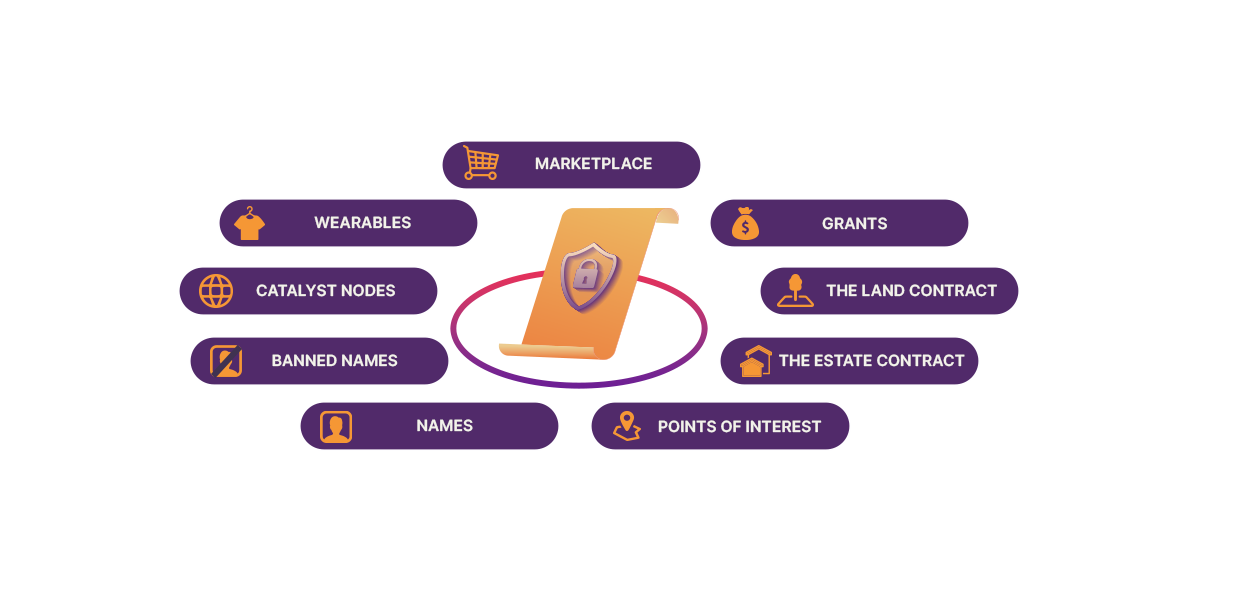 MARKETPLACE
WEARABLES
GRANTS
CATALYST NODES
THE LAND CONTRACT
BANNED NAMES
THE ESTATE CONTRACT
NAMES
POINTS OF INTEREST